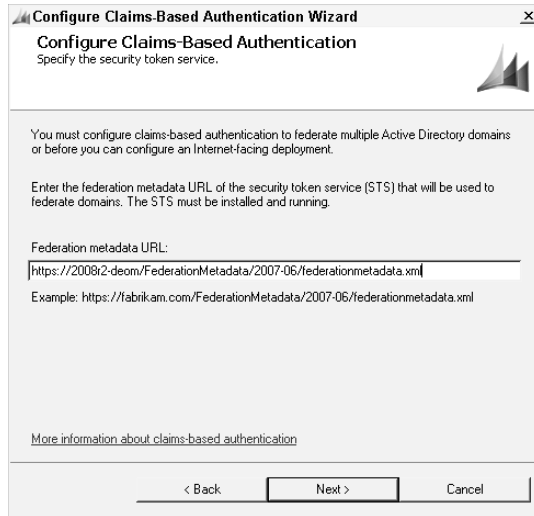 Configure Claims-Based Authentication Wizard
Configure Claims-Based Authentication
Specify the security token service.
You must configure claims-based authentication to federate multiple Active Directory domains
or before you can configure an Internet-facing deployment.
Enter the federation metadata URL of the security token service (STS) that will be used to
federate domains. The STS must be installed and running.
Federation metadata URL:
https://2008r2-deom/FederationMetadata/2007-06/federationmetadata.xml
Example: https://fabrikam.com/FederationMetadata/2007-06/federationmetadata.xml
More information about claims-based authentication
< Back Next > Cancel